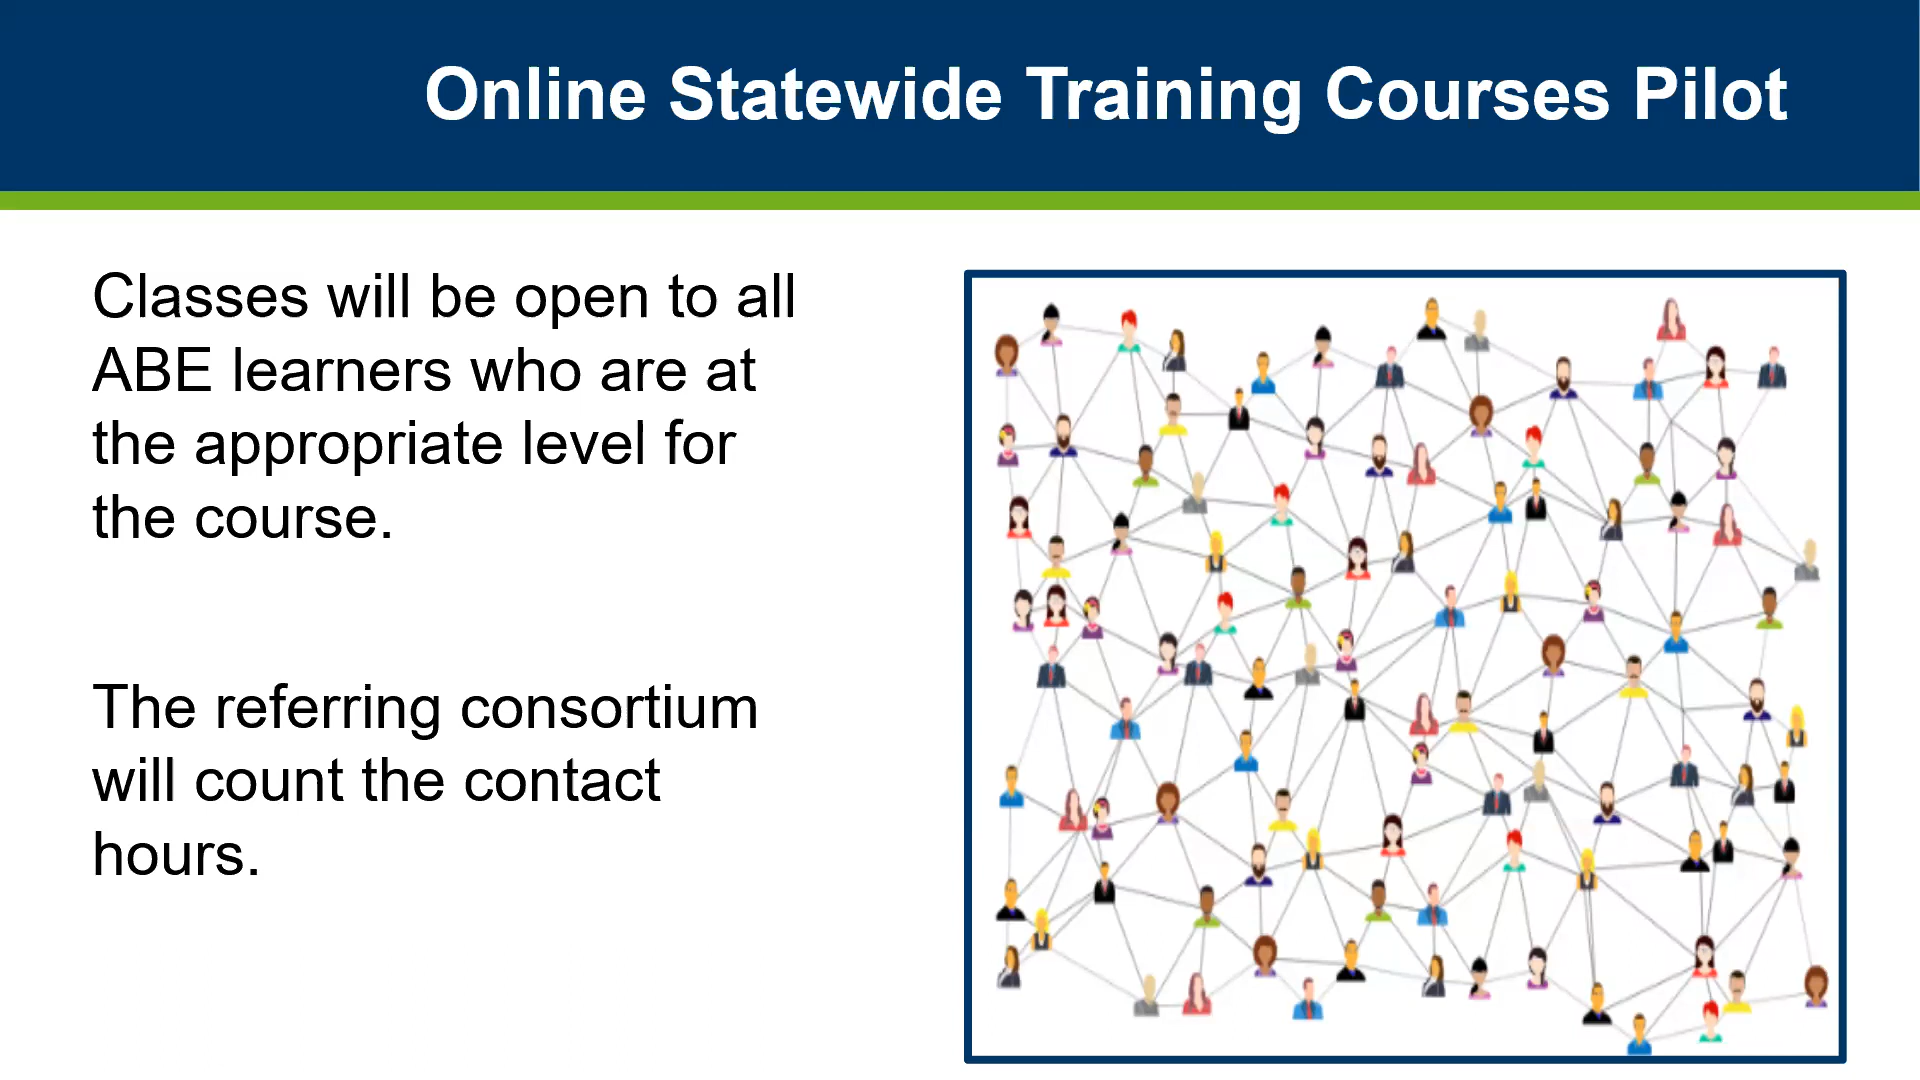 Online Statewide Training Courses Pilot
Classes will be open to all
ABE learners who are at
the appropriate level for
the course.
The referring consortium
will count the contact
hours.